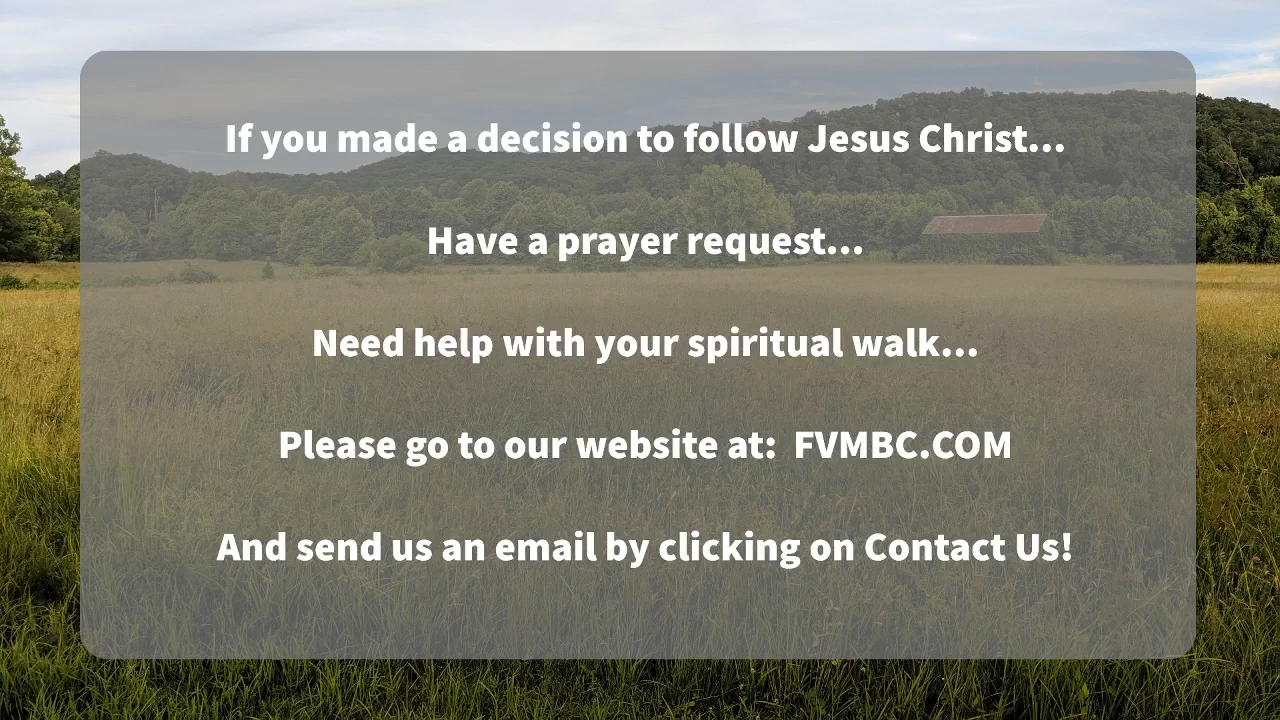 If you made a decision to follow Jesus Christ...
Have a prayer request...
Need help with your spiritual walk...
Please go to our website at:  FVMBC.COM
And send us an email by clicking on Contact Us!